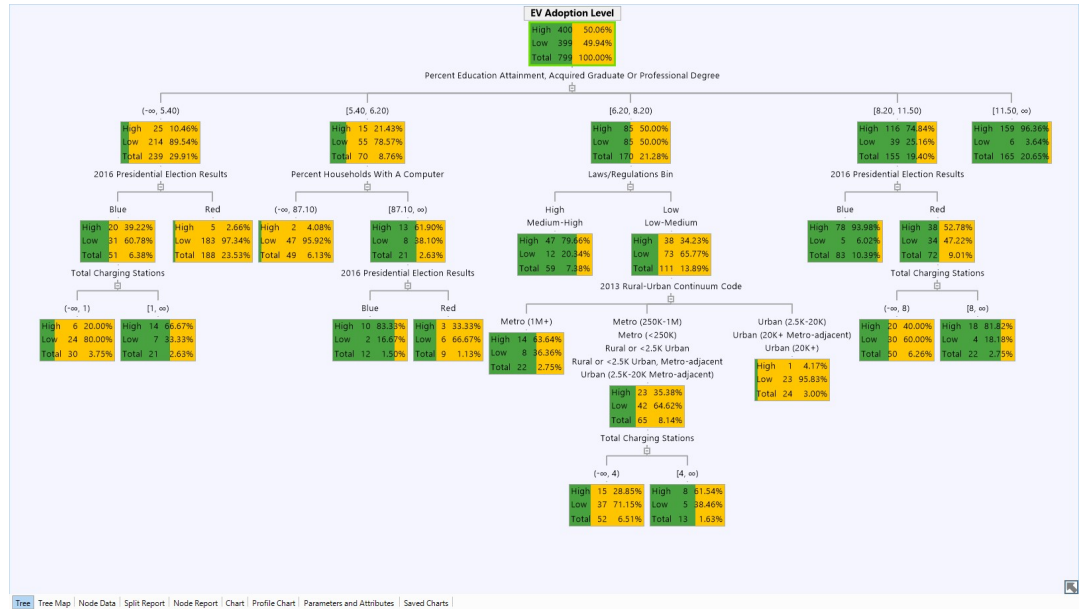 EV Adoption Level
High 400 50.06%
Low 399 49.94%
Total 799 100.00%
Percent Education Attainment, Acquired Graduate Or Professional Degree
(-∞, 5.40)
High 25 10.46%
Low 214 89.54%
Total 239 29.91%
[5.40, 6.20)
High 15 21.43%
Low 55 78.57%
Total 70 8.76%
[6.20, 8.20)
High 85 50.00%
Low 85 50.00%
Total 170 21.28%
[8.20, 11.50)
High 116 74.84%
Low 39 25.16%
Total 155 19.40%
[11.50, ∞)
High 159 96.36%
Low 6 3.64%
Total 165 20.65%
2016 Presidential Election Results
Percent Households With A Computer
Laws/Regulations Bin
2016 Presidential Election Results
Blue
High 20 39.22%
Low 31 60.78%
Total 51 6.38%
Red
High 5 2.66%
Low 183 97.34%
Total 188 23.53%
(-∞, 87.10)
High 2 4.08%
Low 47 95.92%
Total 49 6.13%
[87.10, ∞)
High 13 61.90%
Low 8 38.10%
Total 21 2.63%
High
Medium-High
High 47 79.66%
Low 12 20.34%
Total 59 7.38%
Low
Low-Medium
High 38 34.23%
Low 73 65.77%
Total 111 13.89%
Blue
High 78 93.98%
Low 5 6.02%
Total 83 10.39%
Red
High 38 52.78%
Low 34 47.22%
Total 72 9.01%
Total Charging Stations
2016 Presidential Election Results
2013 Rural-Urban Continuum Code
Total Charging Stations
(-∞, 1)
High 6 20.00%
Low 24 80.00%
Total 30 3.75%
[1, ∞)
High 14 66.67%
Low 7 33.33%
Total 21 2.63%
Blue
High 10 83.33%
Low 2 16.67%
Total 12 1.50%
Red
High 3 33.33%
Low 6 66.67%
Total 9 1.13%
Metro (1M+)
High 14 63.64%
Low 8 36.36%
Total 22 2.75%
Metro (250K-1M)
Metro (<250K)
Rural or <2.5K Urban
Rural or <2.5K Urban, Metro-adjacent
Urban (2.5K-20K Metro-adjacent)
High 23 35.38%
Low 42 64.62%
Total 65 8.14%
Urban (2.5K-20K)
Urban (20K+ Metro-adjacent)
Urban (20K+)
High 1 4.17%
Low 23 95.83%
Total 24 3.00%
(-∞, 8)
High 20 40.00%
Low 30 60.00%
Total 50 6.26%
[8, ∞)
High 18 81.82%
Low 4 18.18%
Total 22 2.75%
Total Charging Stations
(-∞, 4)
High 15 28.85%
Low 37 71.15%
Total 52 6.51%
[4, ∞)
High 8 61.54%
Low 5 38.46%
Total 13 1.63%
Tree Tree Map Node Data Split Report Node Report Chart Profile Chart Parameters and Attributes Saved Charts